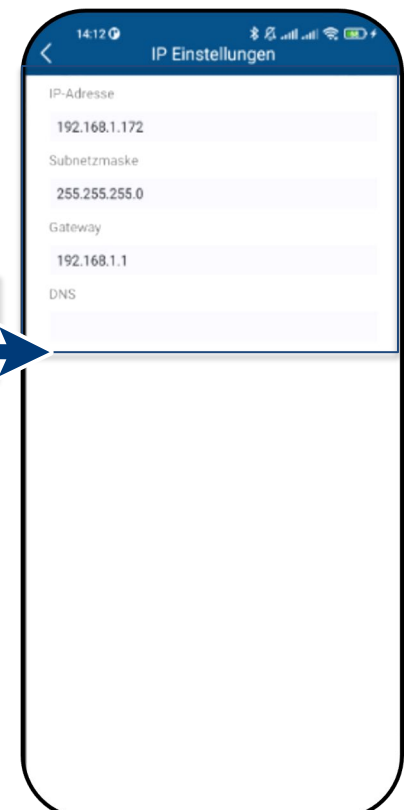 14:12
IP Einstellungen
IP-Adresse
192.168.1.172
Subnetzmaske
255.255.255.0
Gateway
192.168.1.1
DNS